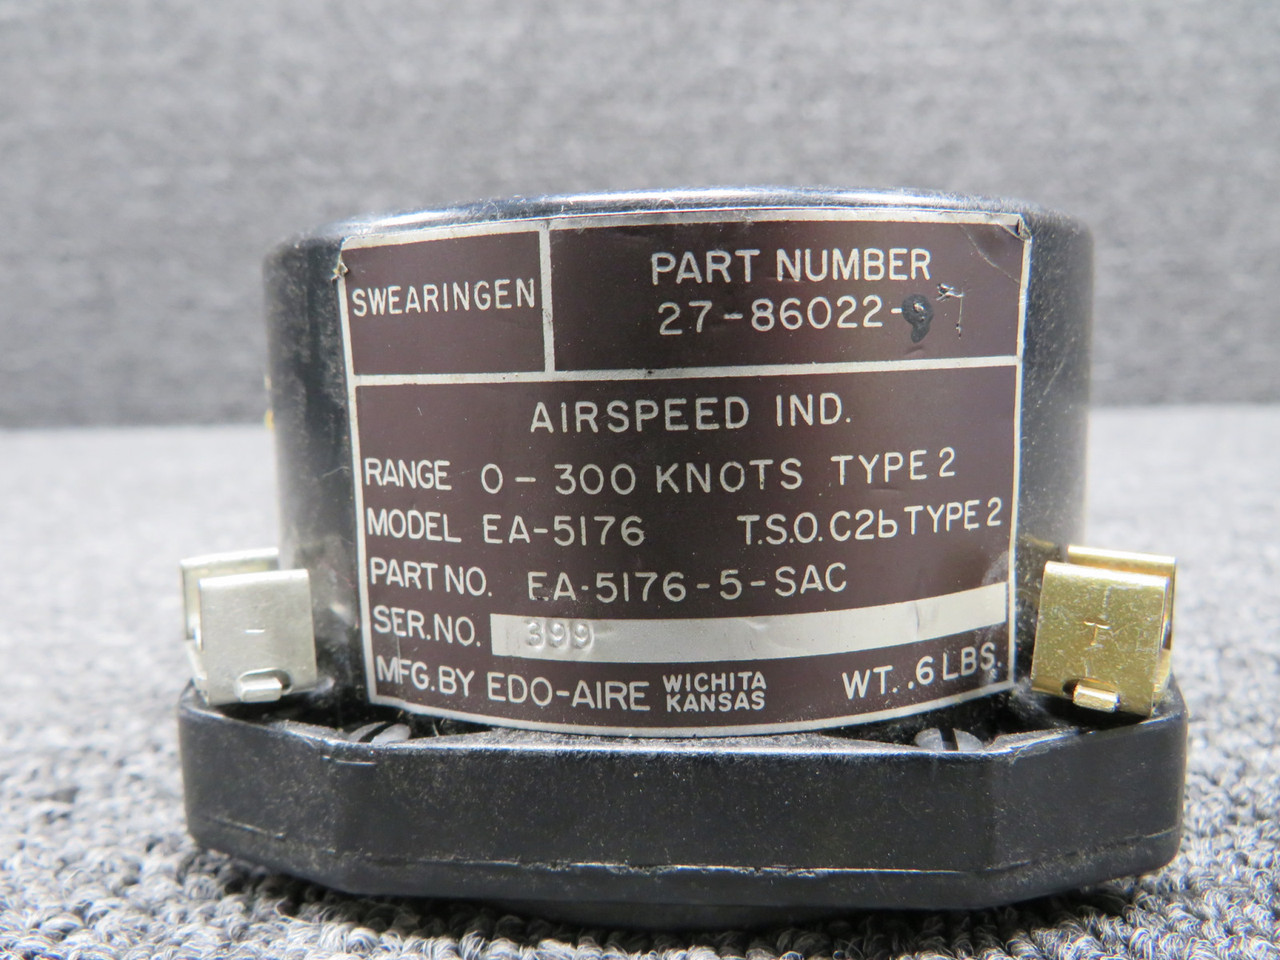 SWEARINGEN
PART NUMBER
27-86022-9
AIRSPEED IND.
RANGE 0-300 KNOTS TYPE 2
MODEL EA-5176 T.S.O. C2b TYPE 2
PART NO. EA-5176-5-SAC
SER.NO. 399
MFG. BY EDO-AIRE WICHITA KANSAS WT. .6 LBS.